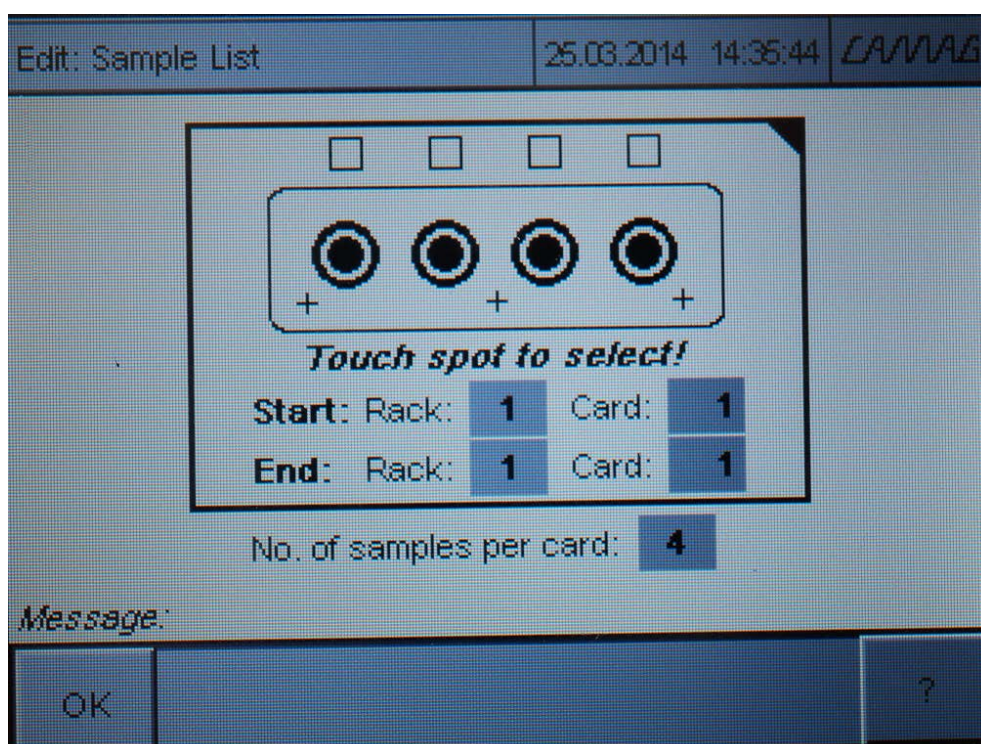 Edit: Sample List 25.03.2014 14:35:44 CAMAG
Touch spot to select!
Start: Rack: 1 Card: 1
End: Rack: 1 Card: 1
No. of samples per card: 4
Message:
OK ?